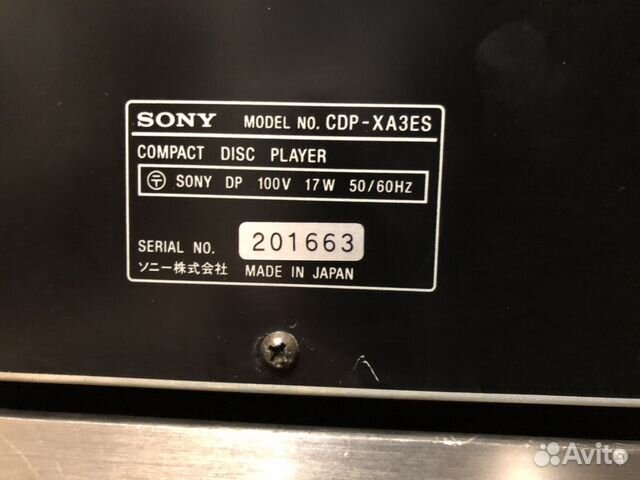 SONY MODEL NO. CDP-XA3ES
COMPACT DISC PLAYER
〒 SONY DP 100V 17W 50/60Hz
SERIAL NO. 201663
ソニー株式会社 MADE IN JAPAN
Avito